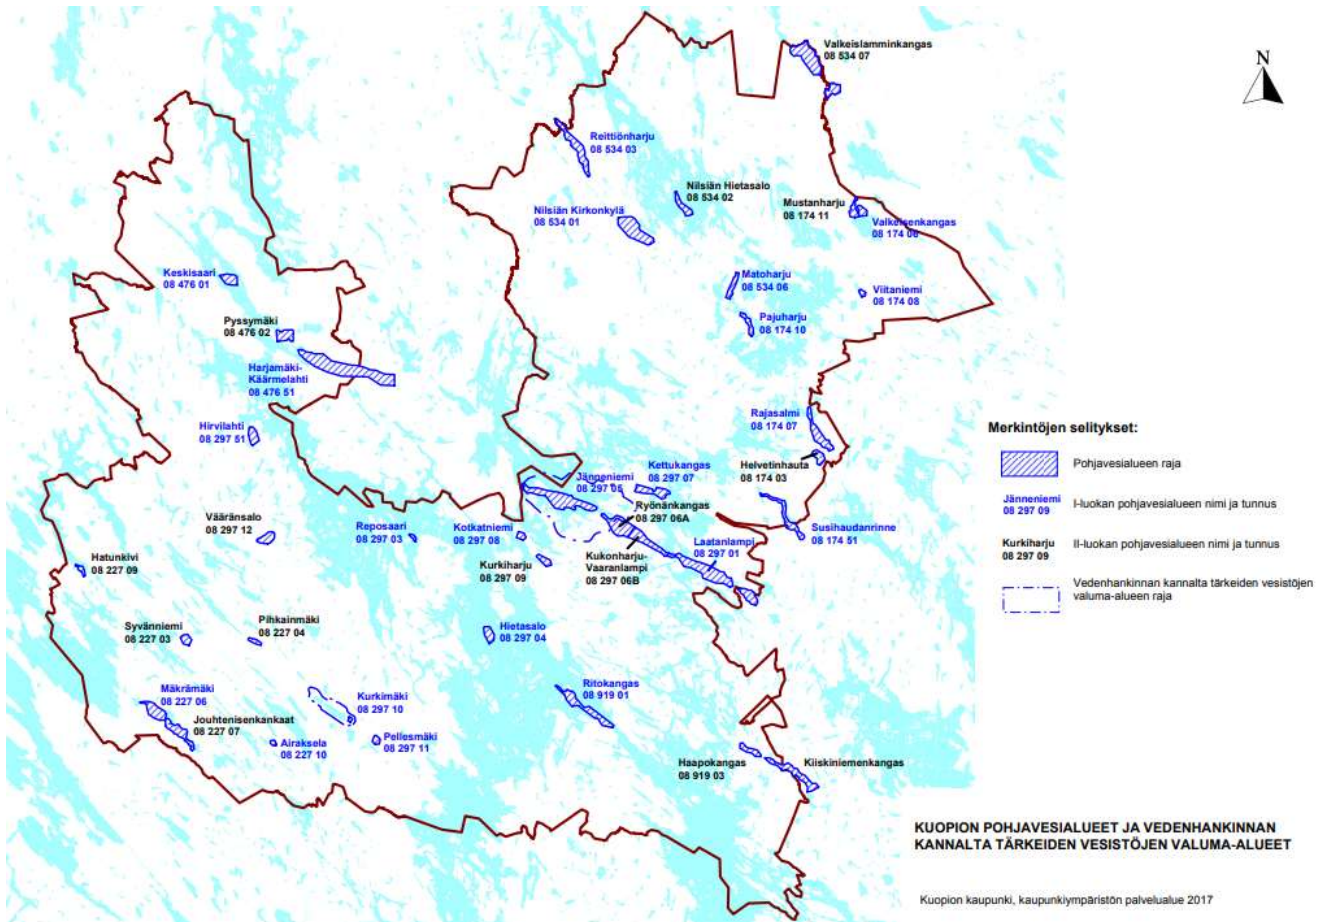 Valkeislamminkangas
08 534 07
N
Reittiönharju
08 534 03
Nilsiän Hietasalo
08 534 02
Mustanharju
08 174 11
Nilsiän Kirkonkylä
08 534 01
Valkeisenkangas
08 174 06
Keskisaari
08 476 01
Matoharju
08 534 06
Viitaniemi
08 174 08
Pyssymäki
08 476 02
Pajuharju
08 174 10
Harjamäki-
Käärmelahti
08 476 51
Hirvilahti
08 297 51
Rajasalmi
08 174 07
Merkintöjen selitykset:
Pohjavesialueen raja
Jänneniemi
08 297 09
I-luokan pohjavesialueen nimi ja tunnus
Kurkiharju
08 297 09
II-luokan pohjavesialueen nimi ja tunnus
Vedenhankinnan kannalta tärkeiden vesistöjen
valuma-alueen raja
Helvetinhauta
08 174 03
Jänneniemi
08 297 05
Kettukangas
08 297 07
Ryönänkangas
08 297 06A
Vääränsalo
08 297 12
Reposaari
08 297 03
Kotkatniemi
08 297 08
Susihaudanrinne
08 174 51
Laatanlampi
08 297 01
Hatunkivi
08 227 09
Kurkiharju
08 297 09
Kukonharju-
Vaaranlampi
08 297 06B
Syvänniemi
08 227 03
Pihkainmäki
08 227 04
Hietasalo
08 297 04
Mäkrämäki
08 227 06
Kurkimäki
08 297 10
Ritokangas
08 919 01
Jouhtenisenkankaat
08 227 07
Airaksela
08 227 10
Pellesmäki
08 297 11
Haapokangas
08 919 03
Kiiskiniemenkangas
KUOPION POHJAVESIALUEET JA VEDENHANKINNAN
KANNALTA TÄRKEIDEN VESISTÖJEN VALUMA-ALUEET
Kuopion kaupunki, kaupunkiympäristön palvelualue 2017